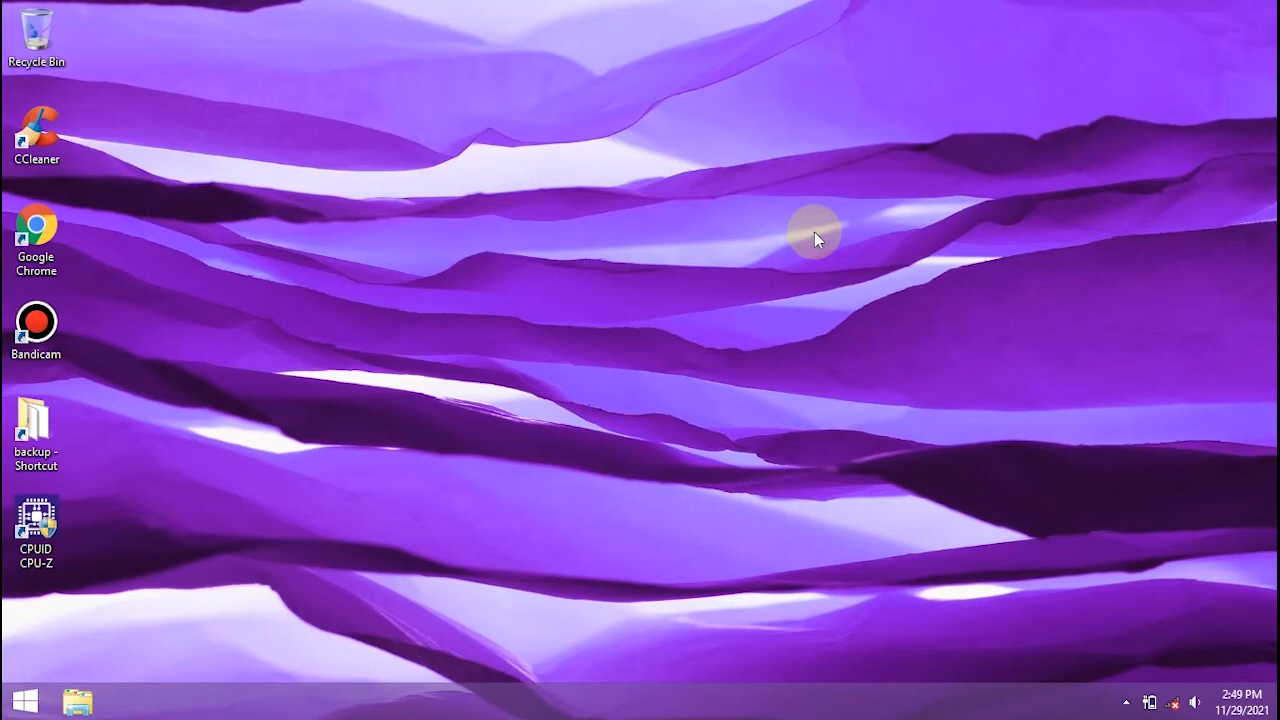 Recycle Bin
CCleaner
Google
Chrome
Bandicam
backup -
Shortcut
CPUID
CPU-Z
2:49 PM
11/29/2021